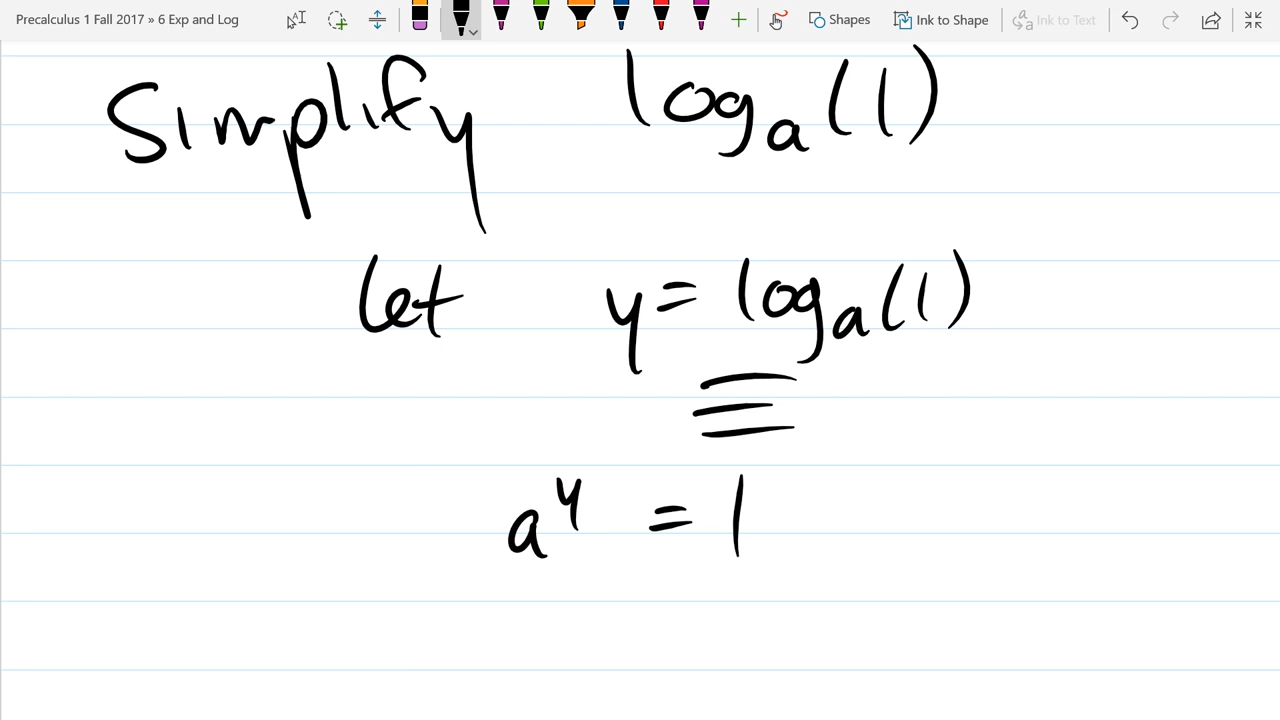 Precalculus 1 Fall 2017 » 6 Exp and Log Shapes Ink to Shape Ink to Text
Simplify log_a(1)
let y = log_a(1)
a^y = 1